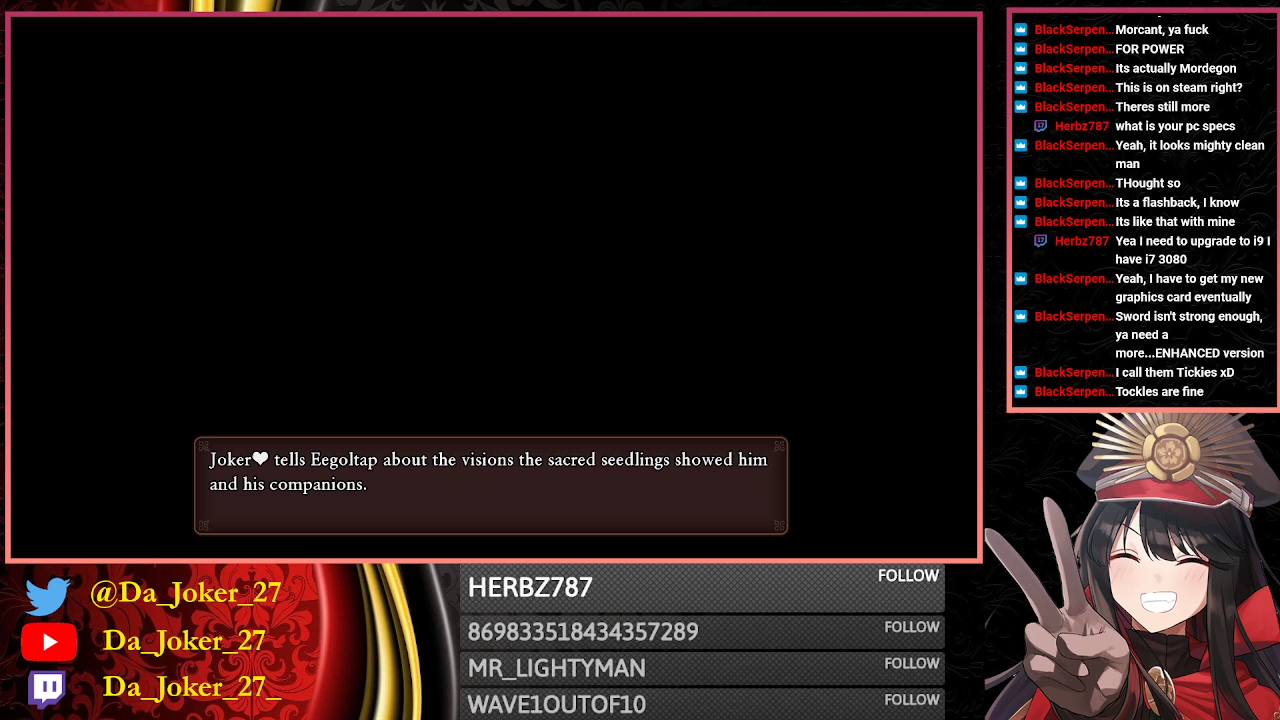 BlackSerpen... Morcant, ya fuck
BlackSerpen... FOR POWER
BlackSerpen... Its actually Mordegon
BlackSerpen... This is on steam right?
BlackSerpen... Theres still more
Herbz787 what is your pc specs
BlackSerpen... Yeah, it looks mighty clean
man
BlackSerpen... THought so
BlackSerpen... Its a flashback, I know
BlackSerpen... Its like that with mine
Herbz787 Yea I need to upgrade to i9 I
have i7 3080
BlackSerpen... Yeah, I have to get my new
graphics card eventually
BlackSerpen... Sword isn't strong enough,
ya need a
more...ENHANCED version
BlackSerpen... I call them Tickies xD
BlackSerpen... Tockles are fine
Joker❤ tells Eegoltap about the visions the sacred seedlings showed him
and his companions.
@Da_Joker_27
Da_Joker_27
Da_Joker_27_
HERBZ787 FOLLOW
869833518434357289 FOLLOW
MR_LIGHTYMAN FOLLOW
WAVE1OUTOF10 FOLLOW